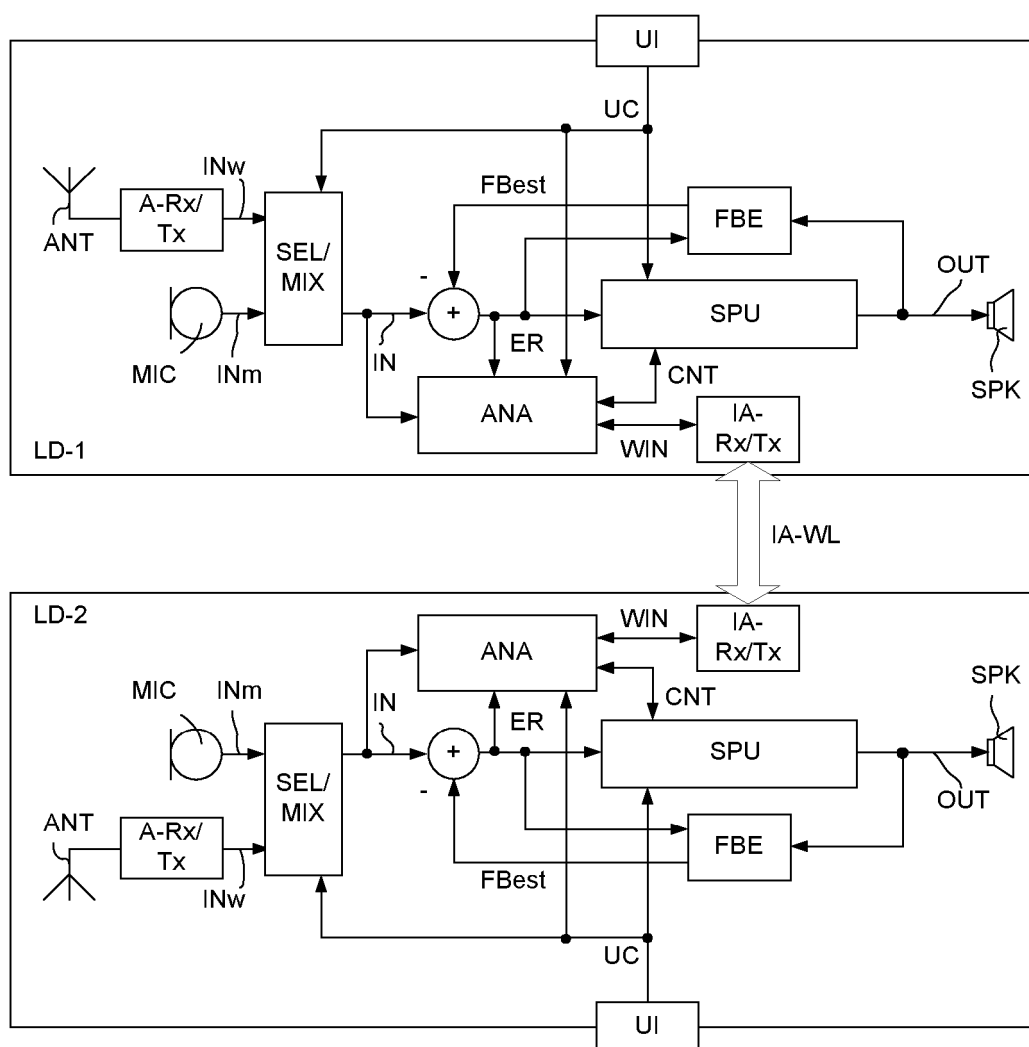 UI
UC
INw
ANT
A-Rx/
Tx
FBest
FBE
SEL/
MIX
-
+
SPU
OUT
SPK
MIC
INm
IN
ER
ANA
CNT
WIN
IA-
Rx/Tx
LD-1
IA-WL
LD-2
WIN
IA-
Rx/Tx
ANA
CNT
MIC
INm
IN
ER
SPK
SEL/
MIX
+
-
SPU
OUT
ANT
A-Rx/
Tx
INw
FBest
FBE
UC
UI